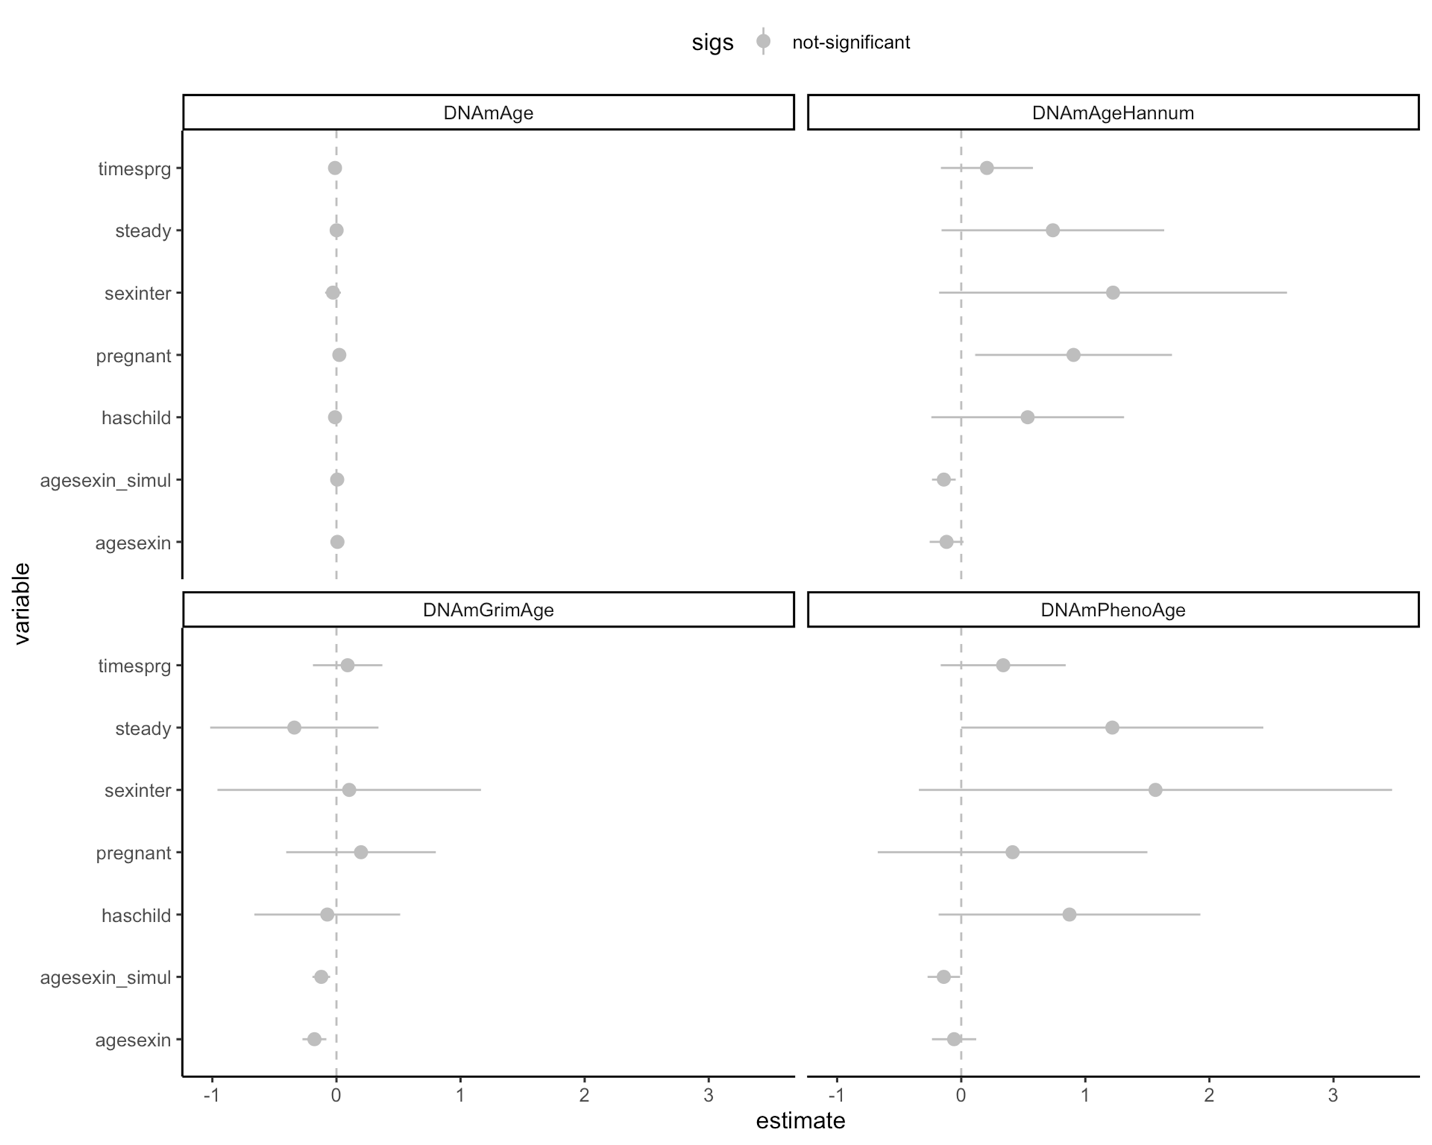 sigs not-significant
DNAmAge DNAmAgeHannum
timesprg
steady
sexinter
pregnant
haschild
agesexin_simul
agesexin
variable
DNAmGrimAge DNAmPhenoAge
timesprg
steady
sexinter
pregnant
haschild
agesexin_simul
agesexin
-1 0 1 2 3 -1 0 1 2 3
estimate